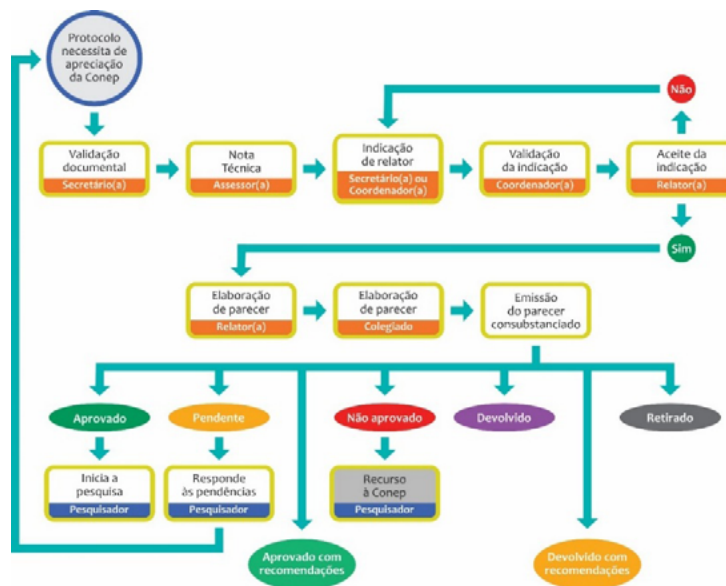 Protocolo
necessita de
apreciação
da Conep
Não
Validação
documental
Secretário(a)
Nota
Técnica
Assessor(a)
Indicação
de relator
Secretário(a) ou
Coordenador(a)
Validação
da indicação
Coordenador(a)
Aceite da
indicação
Relator(a)
Sim
Elaboração
de parecer
Relator(a)
Elaboração
de parecer
Colegiado
Emissão
do parecer
consubstanciado
Aprovado
Pendente
Não aprovado
Devolvido
Retirado
Inicia a
pesquisa
Pesquisador
Responde
às pendências
Pesquisador
Recurso
à Conep
Pesquisador
Aprovado com
recomendações
Devolvido com
recomendações